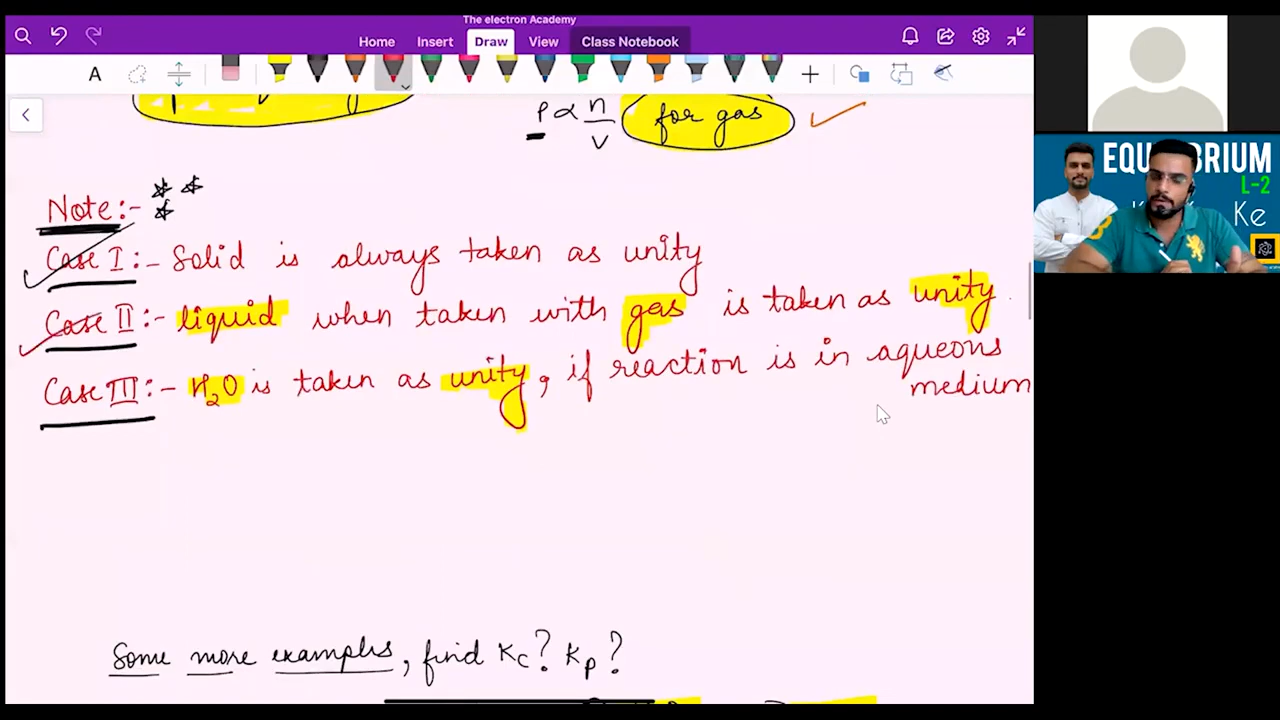 The electron Academy
Home Insert Draw View Class Notebook
A
P ∝ n/v for gas
EQUILIBRIUM
L-2
Kc
Note:-
Case I :- Solid is always taken as unity
Case II :- liquid when taken with gas is taken as unity.
Case III :- H₂O is taken as unity, if reaction is in aqueous
medium
Some more examples, find Kc? Kp?